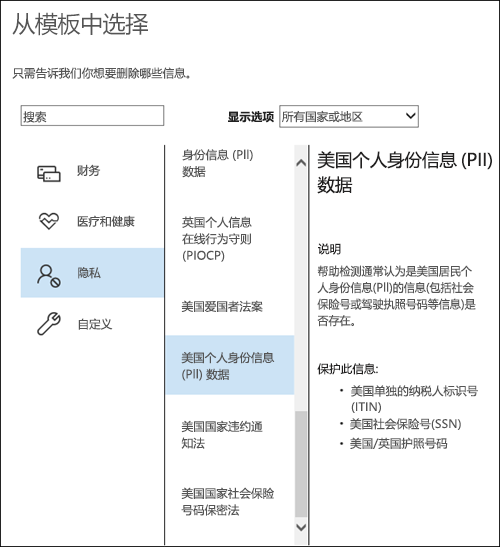 从模板中选择
只需告诉我们你想要删除哪些信息。
搜索
显示选项
所有国家或地区
财务
医疗和健康
隐私
自定义
身份信息 (PII)
数据
英国个人信息
在线行为守则
(PIOCP)
美国爱国者法案
美国个人身份信息
(PII) 数据
美国国家违约通
知法
美国国家社会保险
号码保密法
美国个人身份信息 (PII)
数据
说明
帮助检测通常认为是美国居民个
人身份信息(PII)的信息(包括社会
保险号或驾驶执照号码等信息)是
否存在。
保护此信息:
• 美国单独的纳税人标识号
(ITIN)
• 美国社会保险号(SSN)
• 美国/英国护照号码